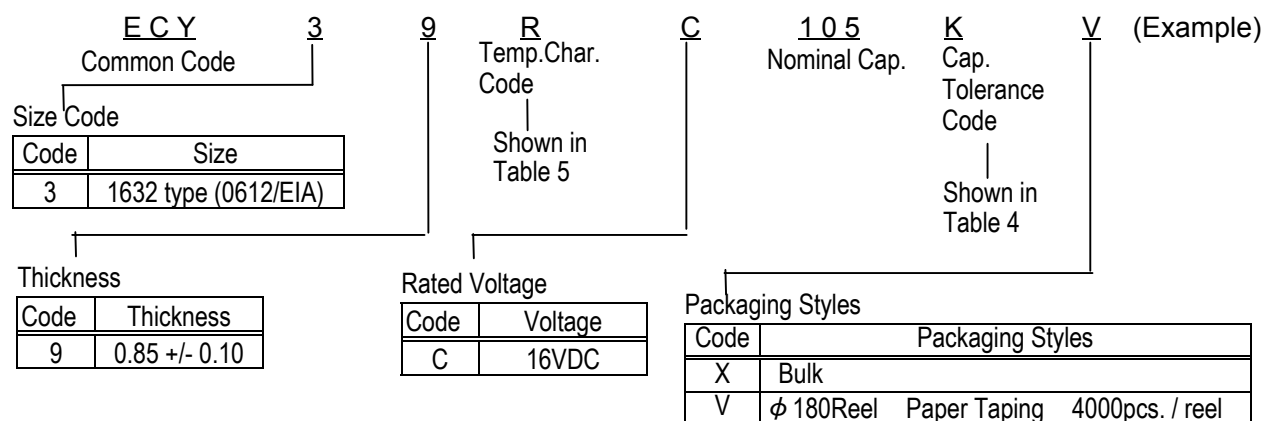 E C Y 3 9 R C 1 0 5 K V (Example)
Common Code
Temp.Char.
Code
Shown in
Table 5
Nominal Cap.
Cap.
Tolerance
Code
Shown in
Table 4
Size Code
Code Size
3 1632 type (0612/EIA)
Thickness
Code Thickness
9 0.85 +/- 0.10
Rated Voltage
Code Voltage
C 16VDC
Packaging Styles
Code Packaging Styles
X Bulk
V ϕ 180Reel Paper Taping 4000pcs. / reel